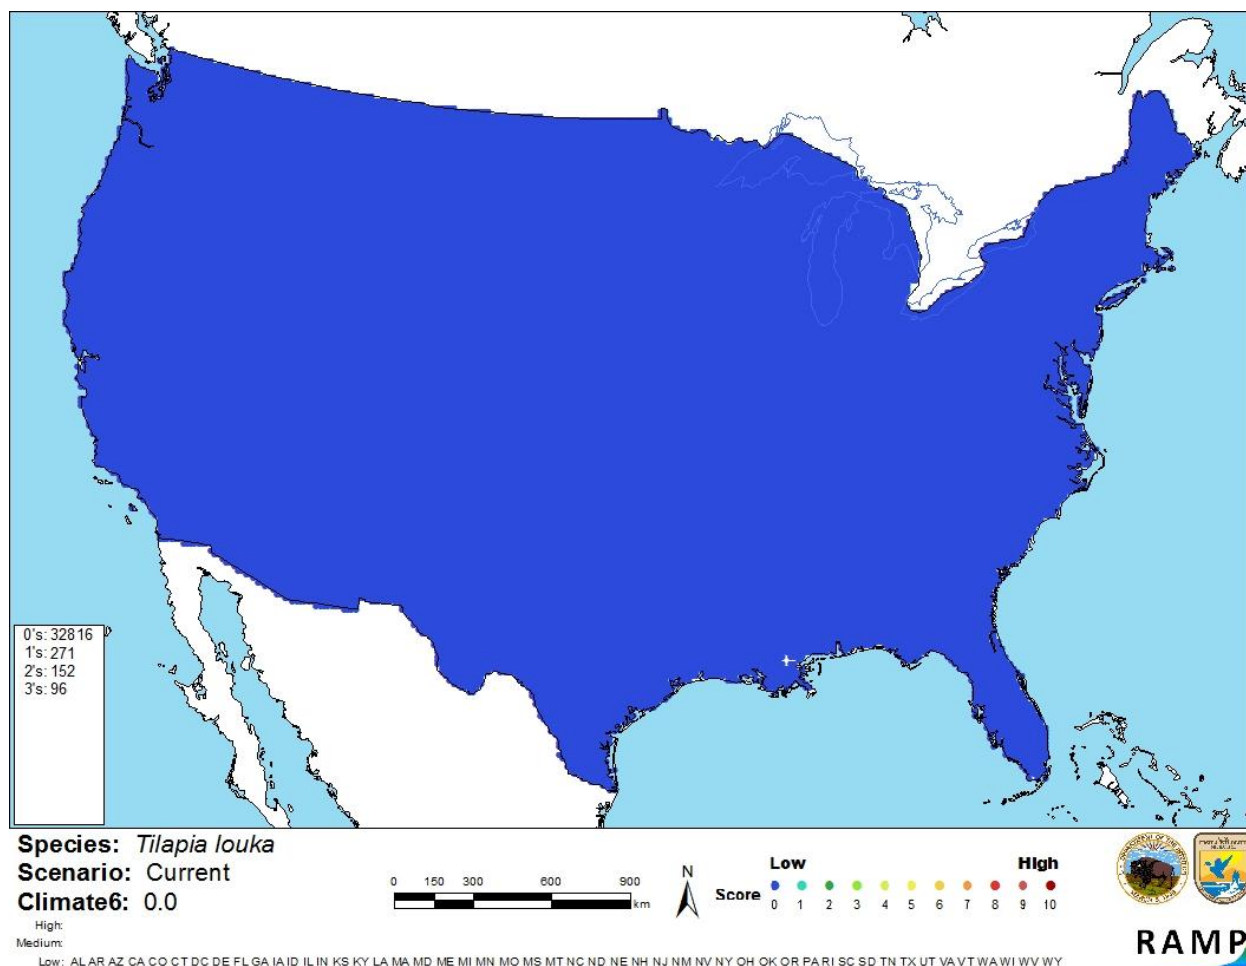 0's: 32816
1's: 271
2's: 152
3's: 96
Species: Tilapia louka
Scenario: Current
Climate6: 0.0
High:
Medium:
Low: AL AR AZ CA CO CT DC DE FL GA IA ID IL IN KS KY LA MA MD ME MI MN MO MS MT NC ND NE NH NJ NM NV NY OH OK OR PA RI SC SD TN TX UT VA VT WA WI WV WY
0 150 300 600 900
km
N
Low High
Score
0 1 2 3 4 5 6 7 8 9 10
RAMP